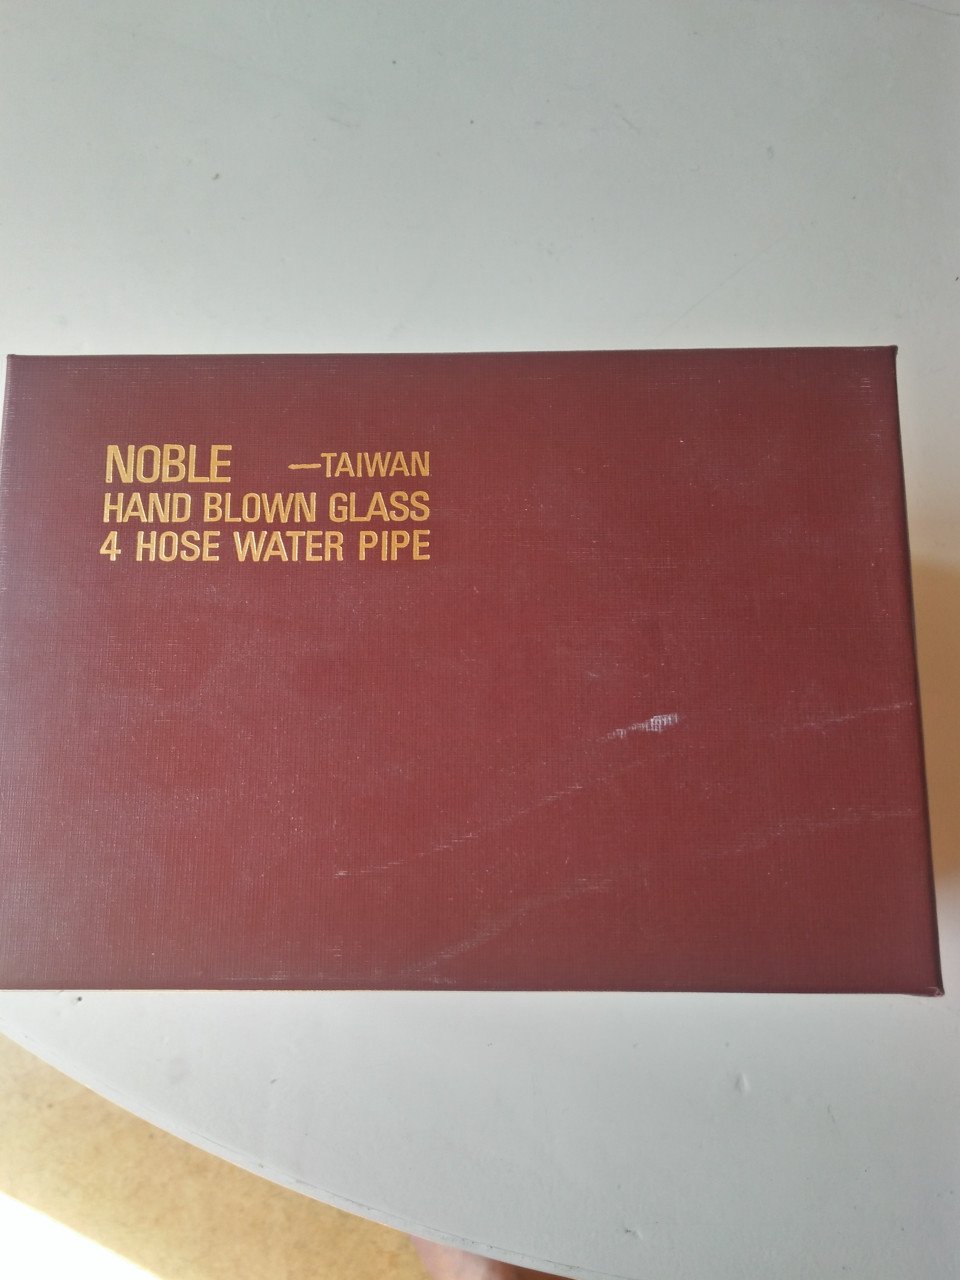 NOBLE —TAIWAN
HAND BLOWN GLASS
4 HOSE WATER PIPE